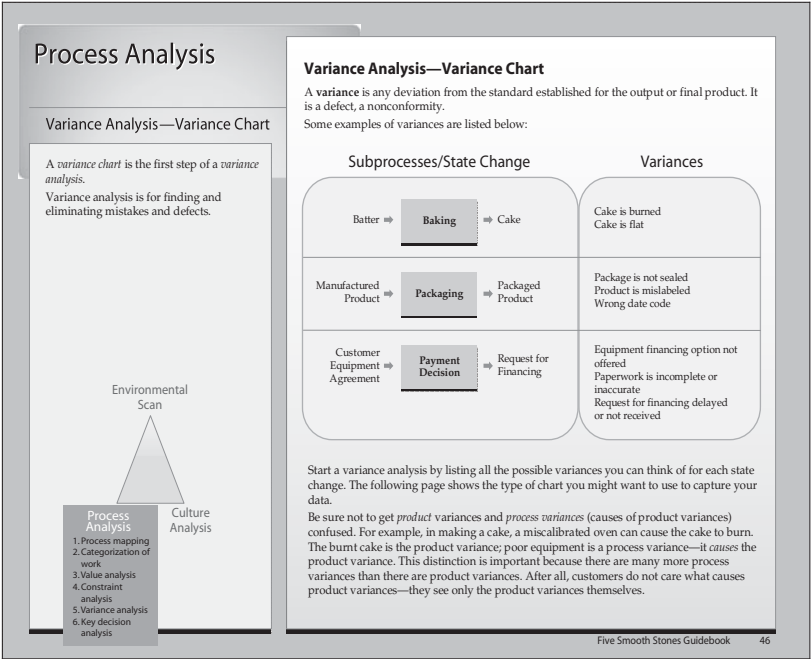 Process Analysis
Variance Analysis—Variance Chart
A variance chart is the first step of a variance
analysis.
Variance analysis is for finding and
eliminating mistakes and defects.
Environmental
Scan
Process
Analysis
Culture
Analysis
1. Process mapping
2. Categorization of
work
3. Value analysis
4. Constraint
analysis
5. Variance analysis
6. Key decision
analysis
Variance Analysis—Variance Chart
A variance is any deviation from the standard established for the output or final product. It
is a defect, a nonconformity.
Some examples of variances are listed below:
Subprocesses/State Change
Variances
Batter
Baking
Cake
Cake is burned
Cake is flat
Manufactured
Product
Packaging
Packaged
Product
Package is not sealed
Product is mislabeled
Wrong date code
Customer
Equipment
Agreement
Payment
Decision
Request for
Financing
Equipment financing option not
offered
Paperwork is incomplete or
inaccurate
Request for financing delayed
or not received
Start a variance analysis by listing all the possible variances you can think of for each state
change. The following page shows the type of chart you might want to use to capture your
data.
Be sure not to get product variances and process variances (causes of product variances)
confused. For example, in making a cake, a miscalibrated oven can cause the cake to burn.
The burnt cake is the product variance; poor equipment is a process variance—it causes the
product variance. This distinction is important because there are many more process
variances than there are product variances. After all, customers do not care what causes
product variances—they see only the product variances themselves.
Five Smooth Stones Guidebook 46